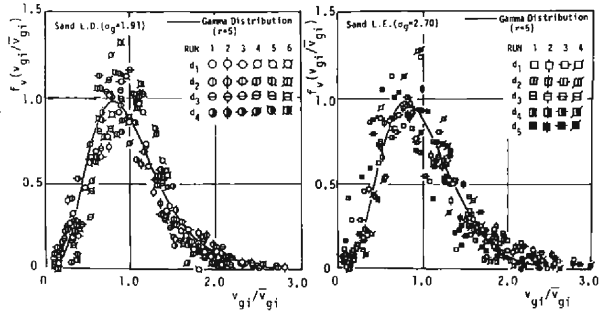 Sand L.D.(σg=1.91)
Gamma Distribution
(r=5)
RUN 1 2 3 4 5 6
d1
d2
d3
d4
fv(vgi/v̄gi)
1.5
1.0
0.5
0
0 1.0 2.0 3.0
vgi/v̄gi
Sand L.E.(σg=2.70)
Gamma Distribution
(r=5)
RUN 1 2 3 4
d1
d2
d3
d4
d5
fv(vgi/v̄gi)
1.5
1.0
0.5
0
0 1.0 2.0 3.0
vgi/v̄gi